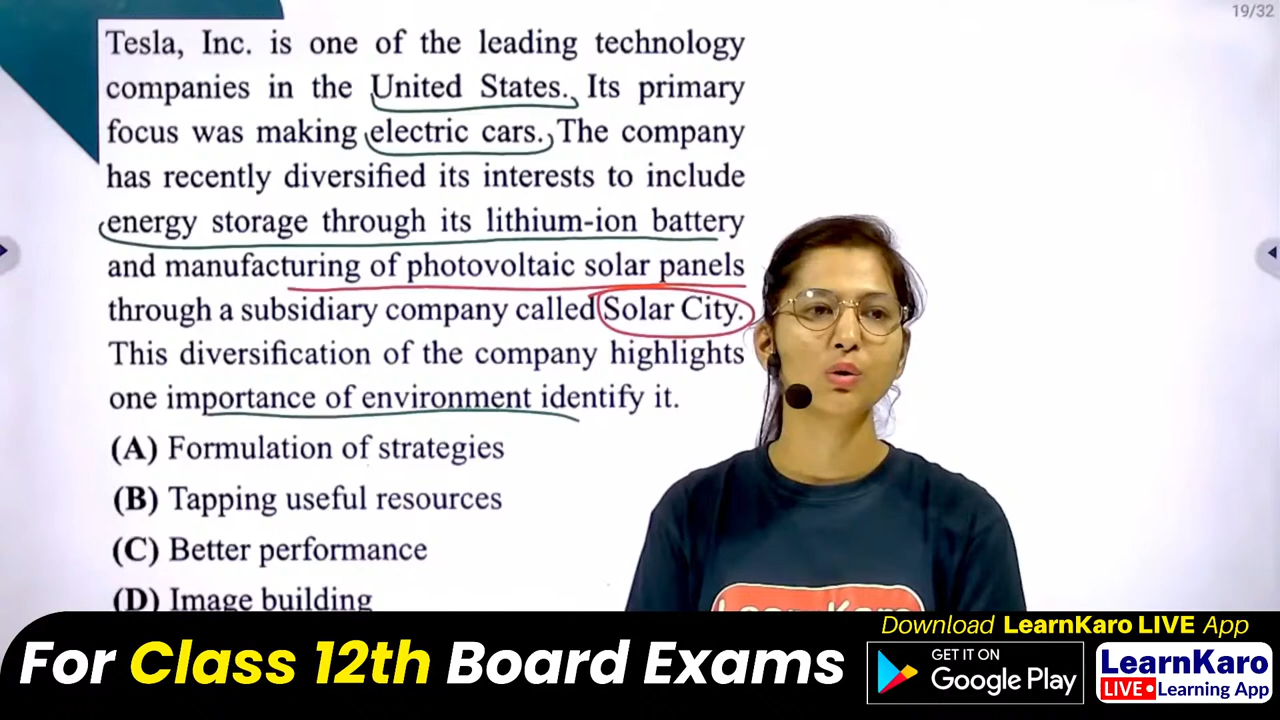 19/32
Tesla, Inc. is one of the leading technology
companies in the United States. Its primary
focus was making electric cars. The company
has recently diversified its interests to include
energy storage through its lithium-ion battery
and manufacturing of photovoltaic solar panels
through a subsidiary company called Solar City.
This diversification of the company highlights
one importance of environment identify it.
(A) Formulation of strategies
(B) Tapping useful resources
(C) Better performance
(D) Image building
For Class 12th Board Exams
Download LearnKaro LIVE App
GET IT ON
Google Play
LearnKaro
LIVE Learning App